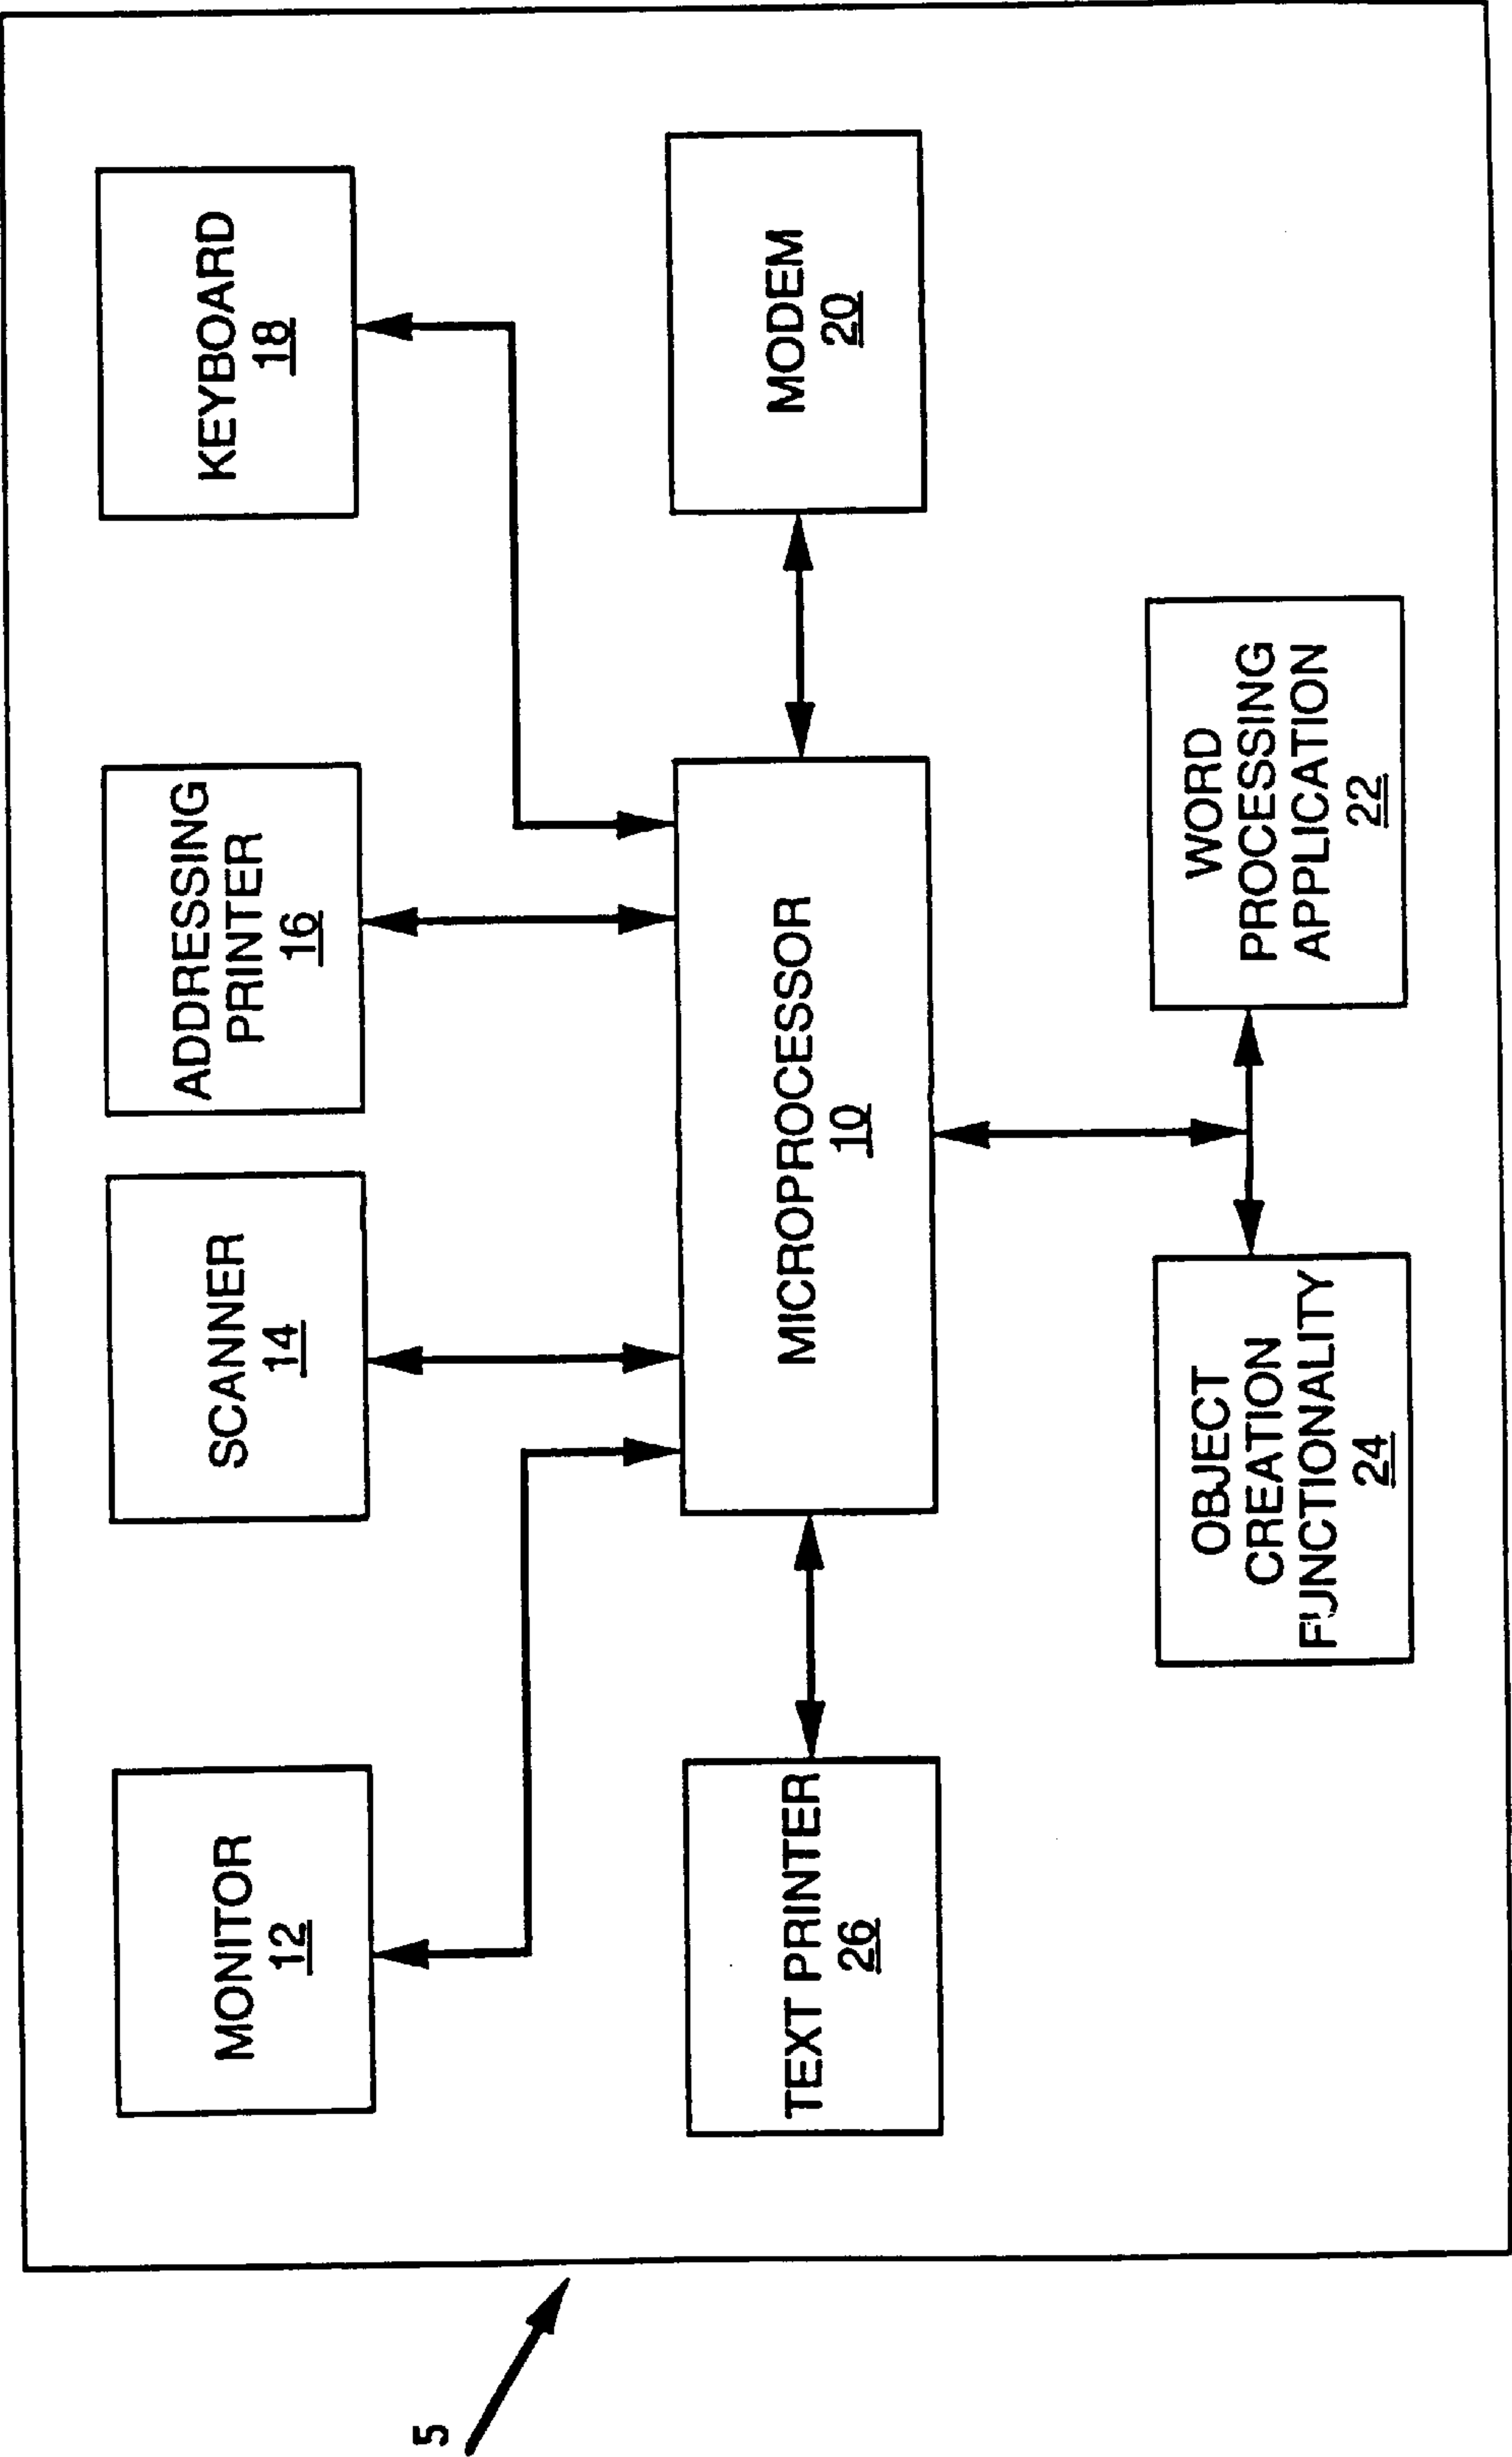 MONITOR
12
SCANNER
14
ADDRESSING
PRINTER
16
KEYBOARD
18
TEXT PRINTER
26
MICROPROCESSOR
10
MODEM
20
OBJECT
CREATION
FUNCTIONALITY
24
WORD
PROCESSING
APPLICATION
22
5